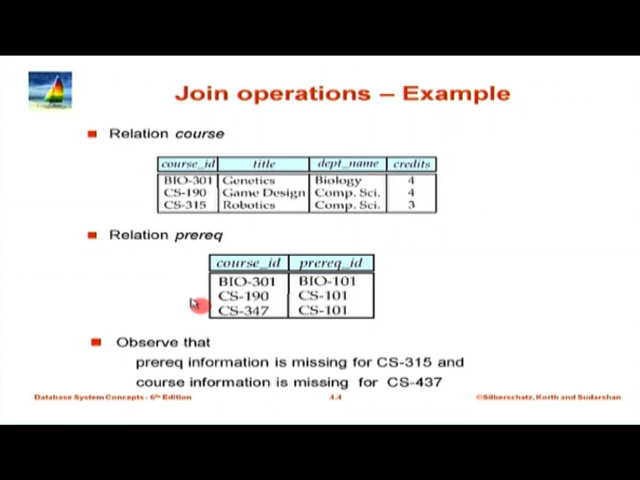 Join operations – Example
Relation course
course_id title dept_name credits
BIO-301 Genetics Biology 4
CS-190 Game Design Comp. Sci. 4
CS-315 Robotics Comp. Sci. 3
Relation prereq
course_id prereq_id
BIO-301 BIO-101
CS-190 CS-101
CS-347 CS-101
Observe that
prereq information is missing for CS-315 and
course information is missing for CS-437
Database System Concepts - 6th Edition 4.4 ©Silberschatz, Korth and Sudarshan